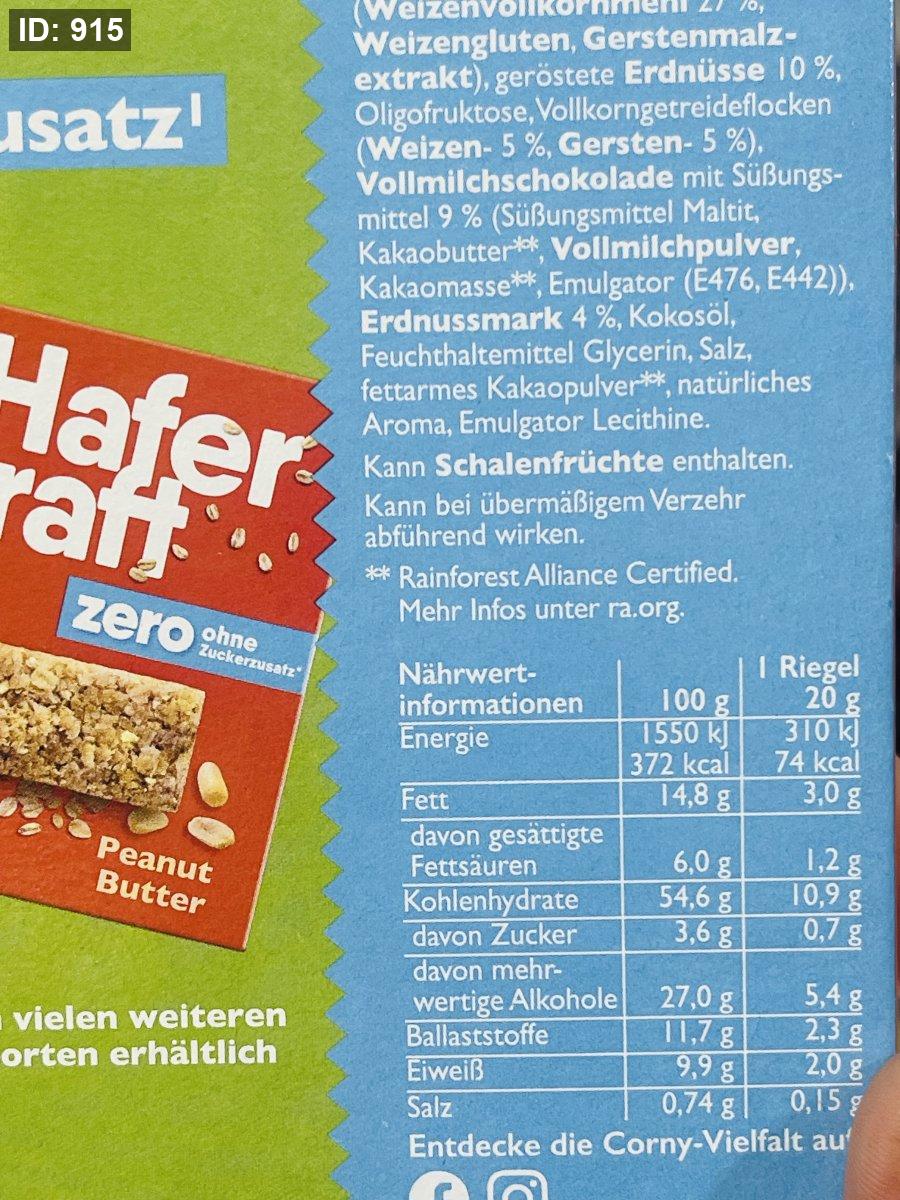 ID: 915
usatz¹
Hafer
raft
zero ohne
Zuckerzusatz
Peanut
Butter
vielen weiteren
orten erhältlich
(Weizenvollkornmehl 27 %,
Weizengluten, Gerstenmalz-
extrakt), geröstete Erdnüsse 10 %,
Oligofruktose, Vollkorngetreideflocken
(Weizen- 5 %, Gersten- 5 %),
Vollmilchschokolade mit Süßungs-
mittel 9 % (Süßungsmittel Maltit,
Kakaobutter**, Vollmilchpulver,
Kakaomasse**, Emulgator (E476, E442)),
Erdnussmark 4 %, Kokosöl,
Feuchthaltemittel Glycerin, Salz,
fettarmes Kakaopulver**, natürliches
Aroma, Emulgator Lecithine.
Kann Schalenfrüchte enthalten.
Kann bei übermäßigem Verzehr
abführend wirken.
** Rainforest Alliance Certified.
Mehr Infos unter ra.org.
Nährwert-
informationen 100 g 1 Riegel 20 g
Energie 1550 kJ 310 kJ
372 kcal 74 kcal
Fett 14,8 g 3,0 g
davon gesättigte
Fettsäuren 6,0 g 1,2 g
Kohlenhydrate 54,6 g 10,9 g
davon Zucker 3,6 g 0,7 g
davon mehr-
wertige Alkohole 27,0 g 5,4 g
Ballaststoffe 11,7 g 2,3 g
Eiweiß 9,9 g 2,0 g
Salz 0,74 g 0,15 g
Entdecke die Corny-Vielfalt auf